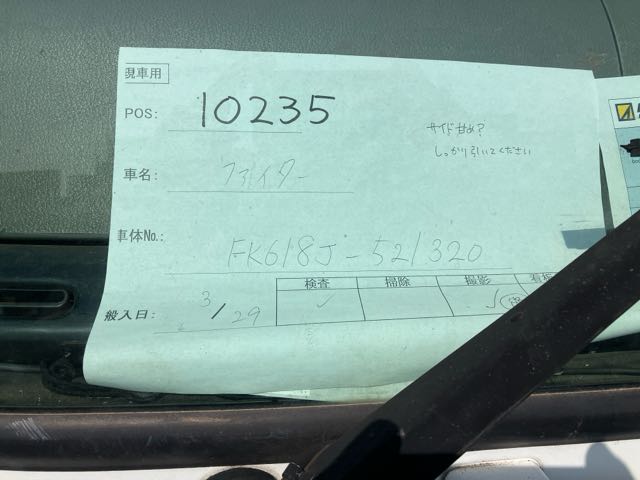 現車用
POS: 10235
サイド甘め?
しっかり引いてください
車名: ファイター
車体No.: FK618J-521320
検査 掃除 撮影
搬入日: 3/29 ✓